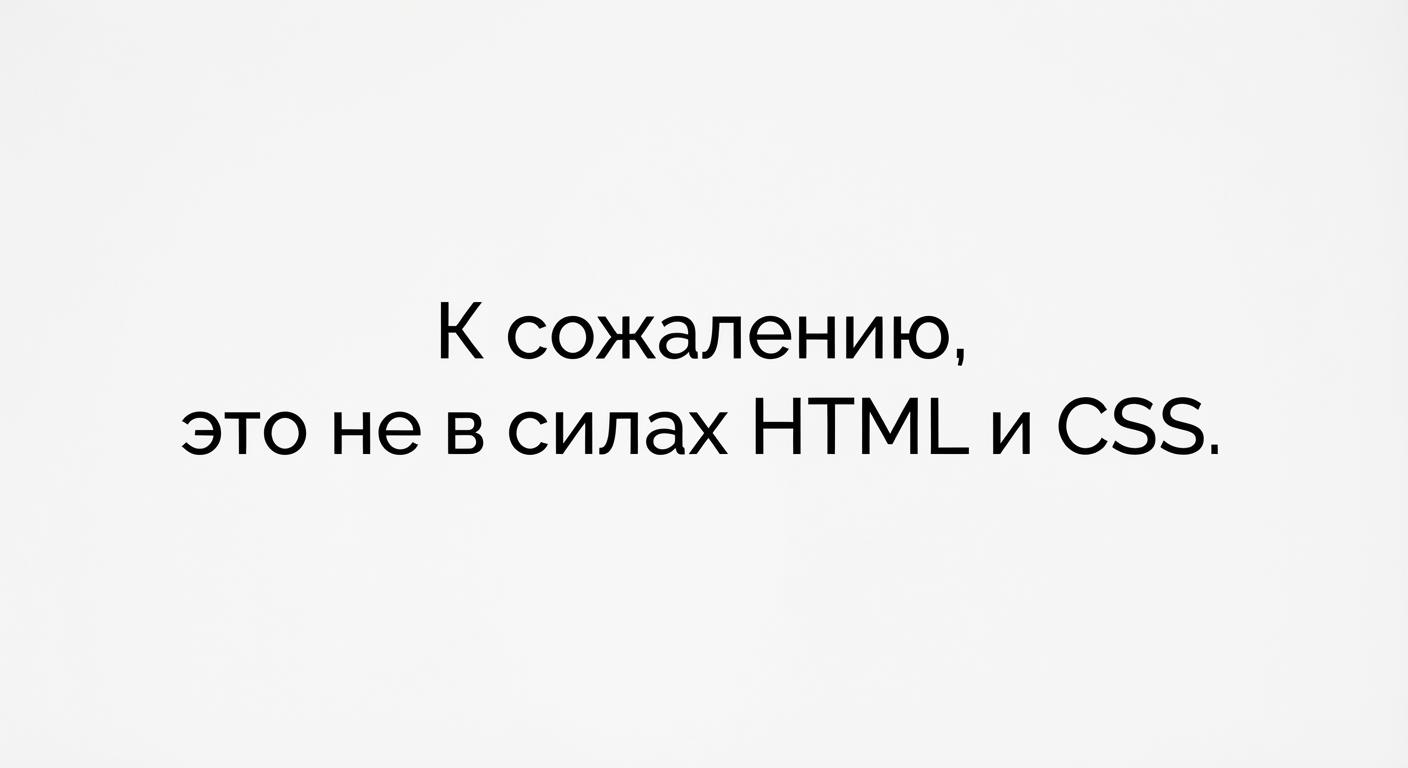 К сожалению,
это не в силах HTML и CSS.